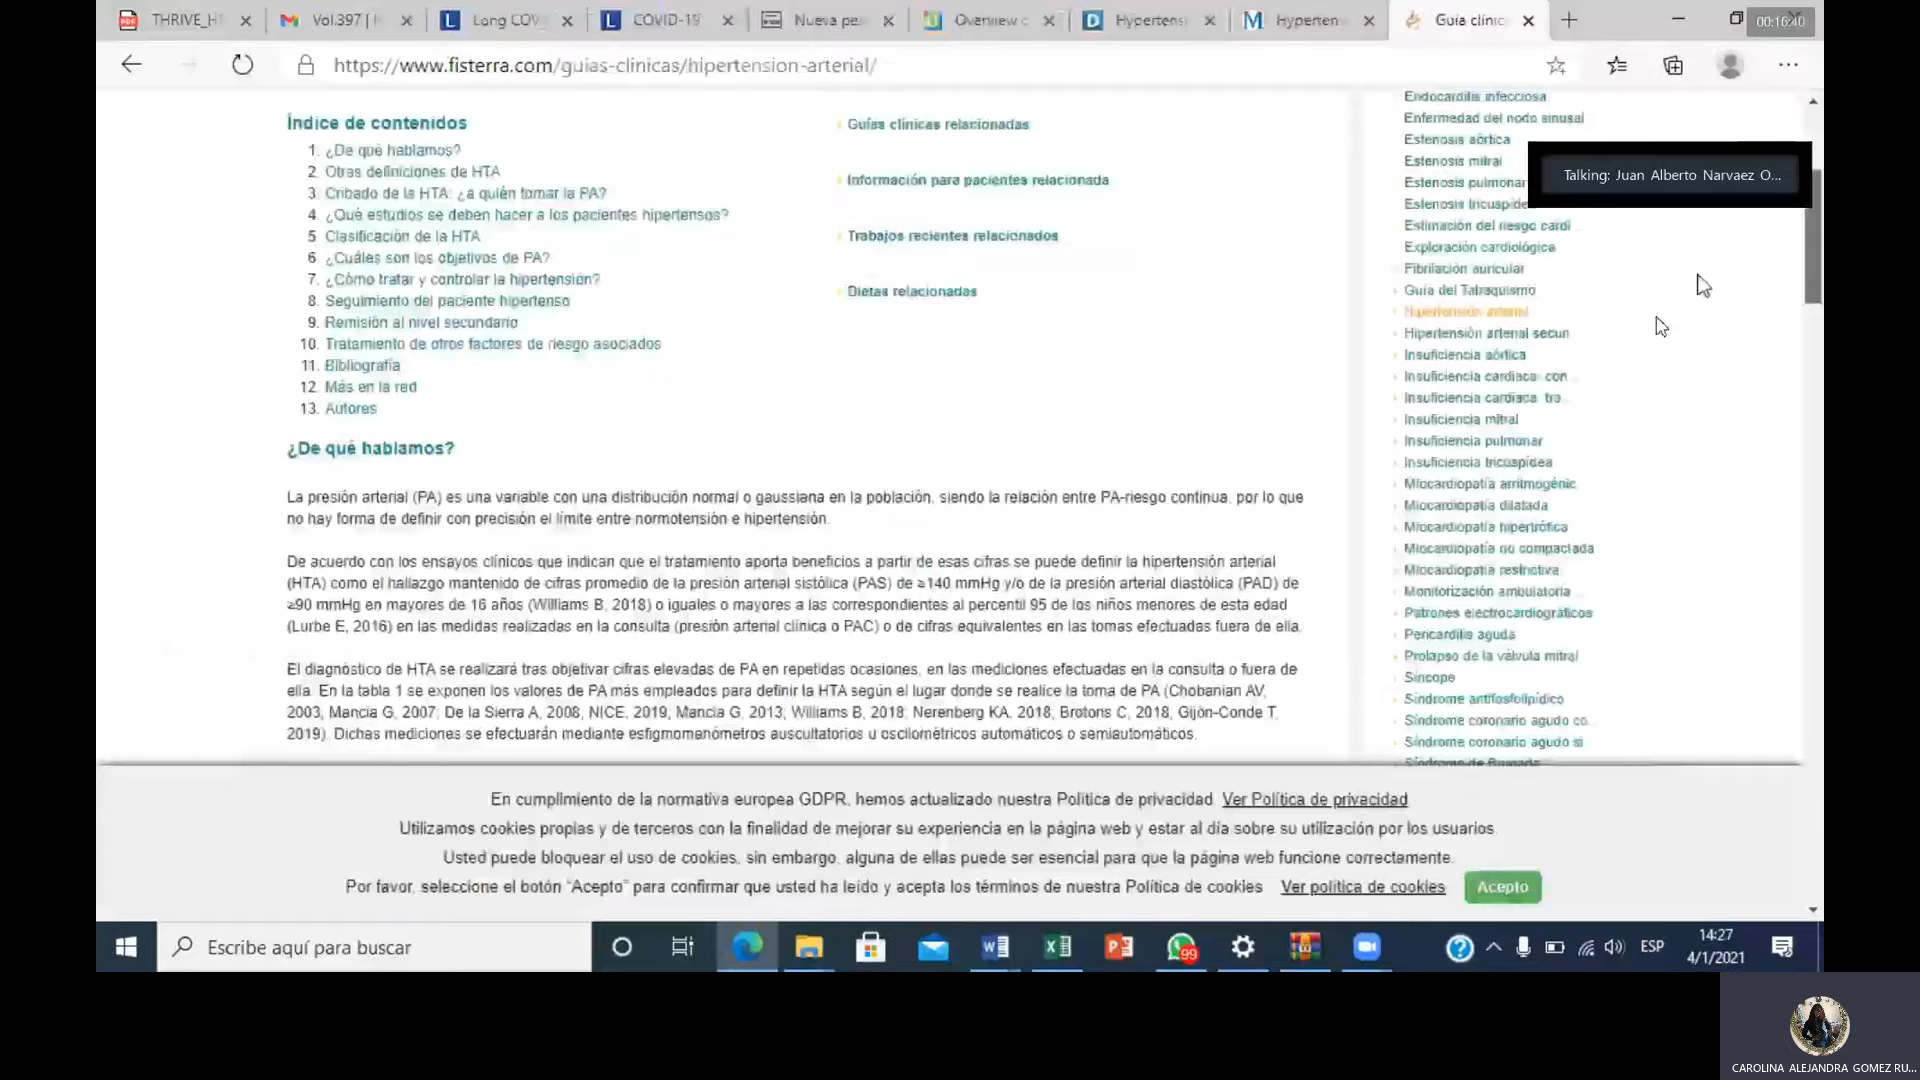 THRIVE_H
Vol.397 |
Long COV
COVID-19
Nueva pe
Overview c
Hypertens
Hyperten
Guía clínic
00:16:40
https://www.fisterra.com/guias-clinicas/hipertension-arterial/
Índice de contenidos
1. ¿De qué hablamos?
2. Otras definiciones de HTA
3. Cribado de la HTA: ¿a quién tomar la PA?
4. ¿Qué estudios se deben hacer a los pacientes hipertensos?
5 Clasificación de la HTA
6. ¿Cuáles son los objetivos de PA?
7. ¿Cómo tratar y controlar la hipertensión?
8. Seguimiento del paciente hipertenso
9. Remisión al nivel secundario
10. Tratamiento de otros factores de riesgo asociados
11. Bibliografía
12. Más en la red
13. Autores
Guías clínicas relacionadas
Información para pacientes relacionada
Trabajos recientes relacionados
Dietas relacionadas
¿De qué hablamos?
La presión arterial (PA) es una variable con una distribución normal o gaussiana en la población, siendo la relación entre PA-riesgo continua, por lo que
no hay forma de definir con precisión el límite entre normotensión e hipertensión.
De acuerdo con los ensayos clínicos que indican que el tratamiento aporta beneficios a partir de esas cifras se puede definir la hipertensión arterial
(HTA) como el hallazgo mantenido de cifras promedio de la presión arterial sistólica (PAS) de ≥140 mmHg y/o de la presión arterial diastólica (PAD) de
≥90 mmHg en mayores de 16 años (Williams B, 2018) o iguales o mayores a las correspondientes al percentil 95 de los niños menores de esta edad
(Lurbe E, 2016) en las medidas realizadas en la consulta (presión arterial clínica o PAC) o de cifras equivalentes en las tomas efectuadas fuera de ella.
El diagnóstico de HTA se realizará tras objetivar cifras elevadas de PA en repetidas ocasiones, en las mediciones efectuadas en la consulta o fuera de
ella. En la tabla 1 se exponen los valores de PA más empleados para definir la HTA según el lugar donde se realice la toma de PA (Chobanian AV,
2003, Mancia G, 2007; De la Sierra A, 2008, NICE, 2019, Mancia G, 2013; Williams B, 2018; Nerenberg KA, 2018, Brotons C, 2018, Gijón-Conde T,
2019). Dichas mediciones se efectuarán mediante esfigmomanómetros auscultatorios u oscilométricos automáticos o semiautomáticos.
Endocarditis infecciosa
Enfermedad del nodo sinusal
Estenosis aórtica
Estenosis mitral
Estenosis pulmonar
Estenosis tricuspíde
Estimación del riesgo cardi
Exploración cardiológica
Fibrilación auricular
Guía del Tabaquismo
Hipertensión arterial
Hipertensión arterial secun
Insuficiencia aórtica
Insuficiencia cardiaca con
Insuficiencia cardiaca tra
Insuficiencia mitral
Insuficiencia pulmonar
Insuficiencia tricuspídea
Miocardiopatía arritmogénic
Miocardiopatía dilatada
Miocardiopatía hipertrófica
Miocardiopatía no compactada
Miocardiopatía restrictiva
Monitorización ambulatoria
Patrones electrocardiográficos
Pericarditis aguda
Prolapso de la válvula mitral
Síncope
Síndrome antifosfolipídico
Síndrome coronario agudo co
Síndrome coronario agudo si
Síndrome de Brugada
Talking: Juan Alberto Narvaez O...
En cumplimiento de la normativa europea GDPR, hemos actualizado nuestra Política de privacidad Ver Política de privacidad
Utilizamos cookies propias y de terceros con la finalidad de mejorar su experiencia en la página web y estar al día sobre su utilización por los usuarios
Usted puede bloquear el uso de cookies, sin embargo, alguna de ellas puede ser esencial para que la página web funcione correctamente.
Por favor, seleccione el botón "Acepto" para confirmar que usted ha leído y acepta los términos de nuestra Política de cookies Ver política de cookies Acepto
Escribe aquí para buscar
99
ESP
14:27
4/1/2021
CAROLINA ALEJANDRA GOMEZ RU...